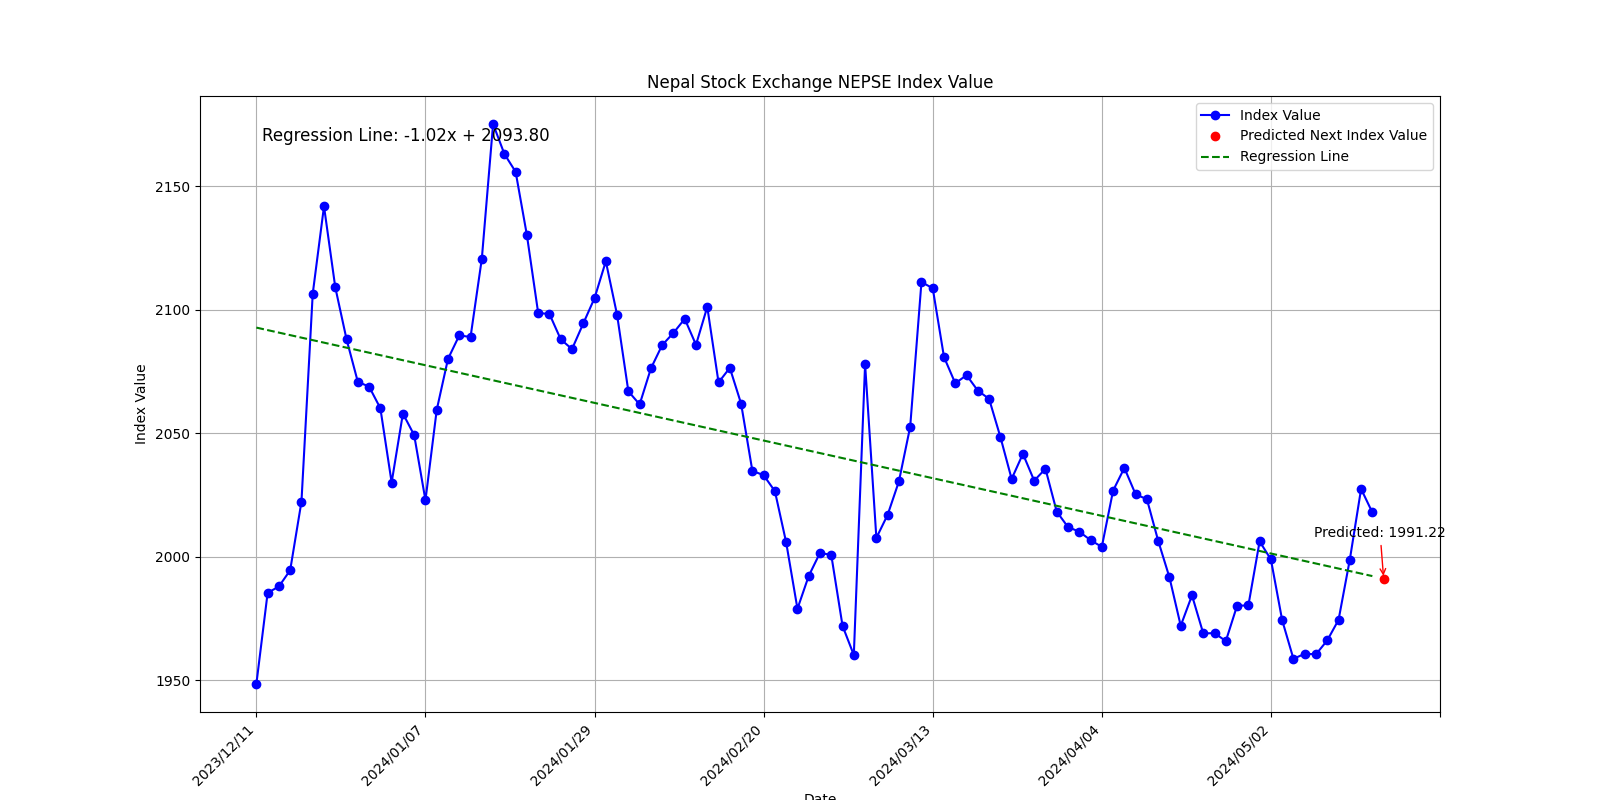 Nepal Stock Exchange NEPSE Index Value
Regression Line: -1.02x + 2093.80
Index Value
Predicted Next Index Value
Regression Line
2150
2100
2050
2000
1950
Index Value
Predicted: 1991.22
2023/12/11
2024/01/07
2024/01/29
2024/02/20
2024/03/13
2024/04/04
2024/05/02
Date